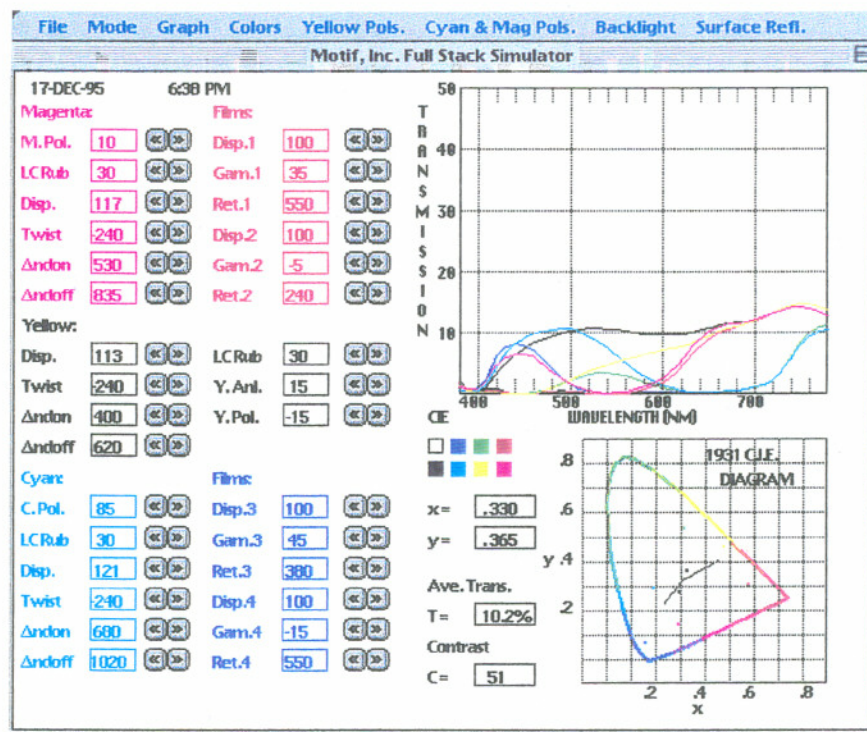 File Mode Graph Colors Yellow Pols. Cyan & Mag Pols. Backlight Surface Refl.
Motif, Inc. Full Stack Simulator
17-DEC-95 6:38 PM
Magenta: Films:
M. Pol. 10 Disp.1 100
LC Rub 30 Gam.1 35
Disp. 117 Ret.1 550
Twist -240 Disp.2 100
Δndon 530 Gam.2 -5
Δndoff 835 Ret.2 240
Yellow:
Disp. 113 LC Rub 30
Twist -240 Y. Anl. 15
Δndon 400 Y. Pol. -15
Δndoff 620
Cyan: Films:
C. Pol. 85 Disp.3 100
LC Rub 30 Gam.3 45
Disp. 121 Ret.3 380
Twist -240 Disp.4 100
Δndon 680 Gam.4 -15
Δndoff 1020 Ret.4 550
TRANSMISSION
50
40
30
20
10
400 500 600 700
WAVELENGTH (NM)
CIE
x= .330
y= .365
Ave. Trans.
T= 10.2%
Contrast
C= 51
1931 C.I.E.
DIAGRAM
.8
.6
y .4
.2
.2 .4 .6 .8
x